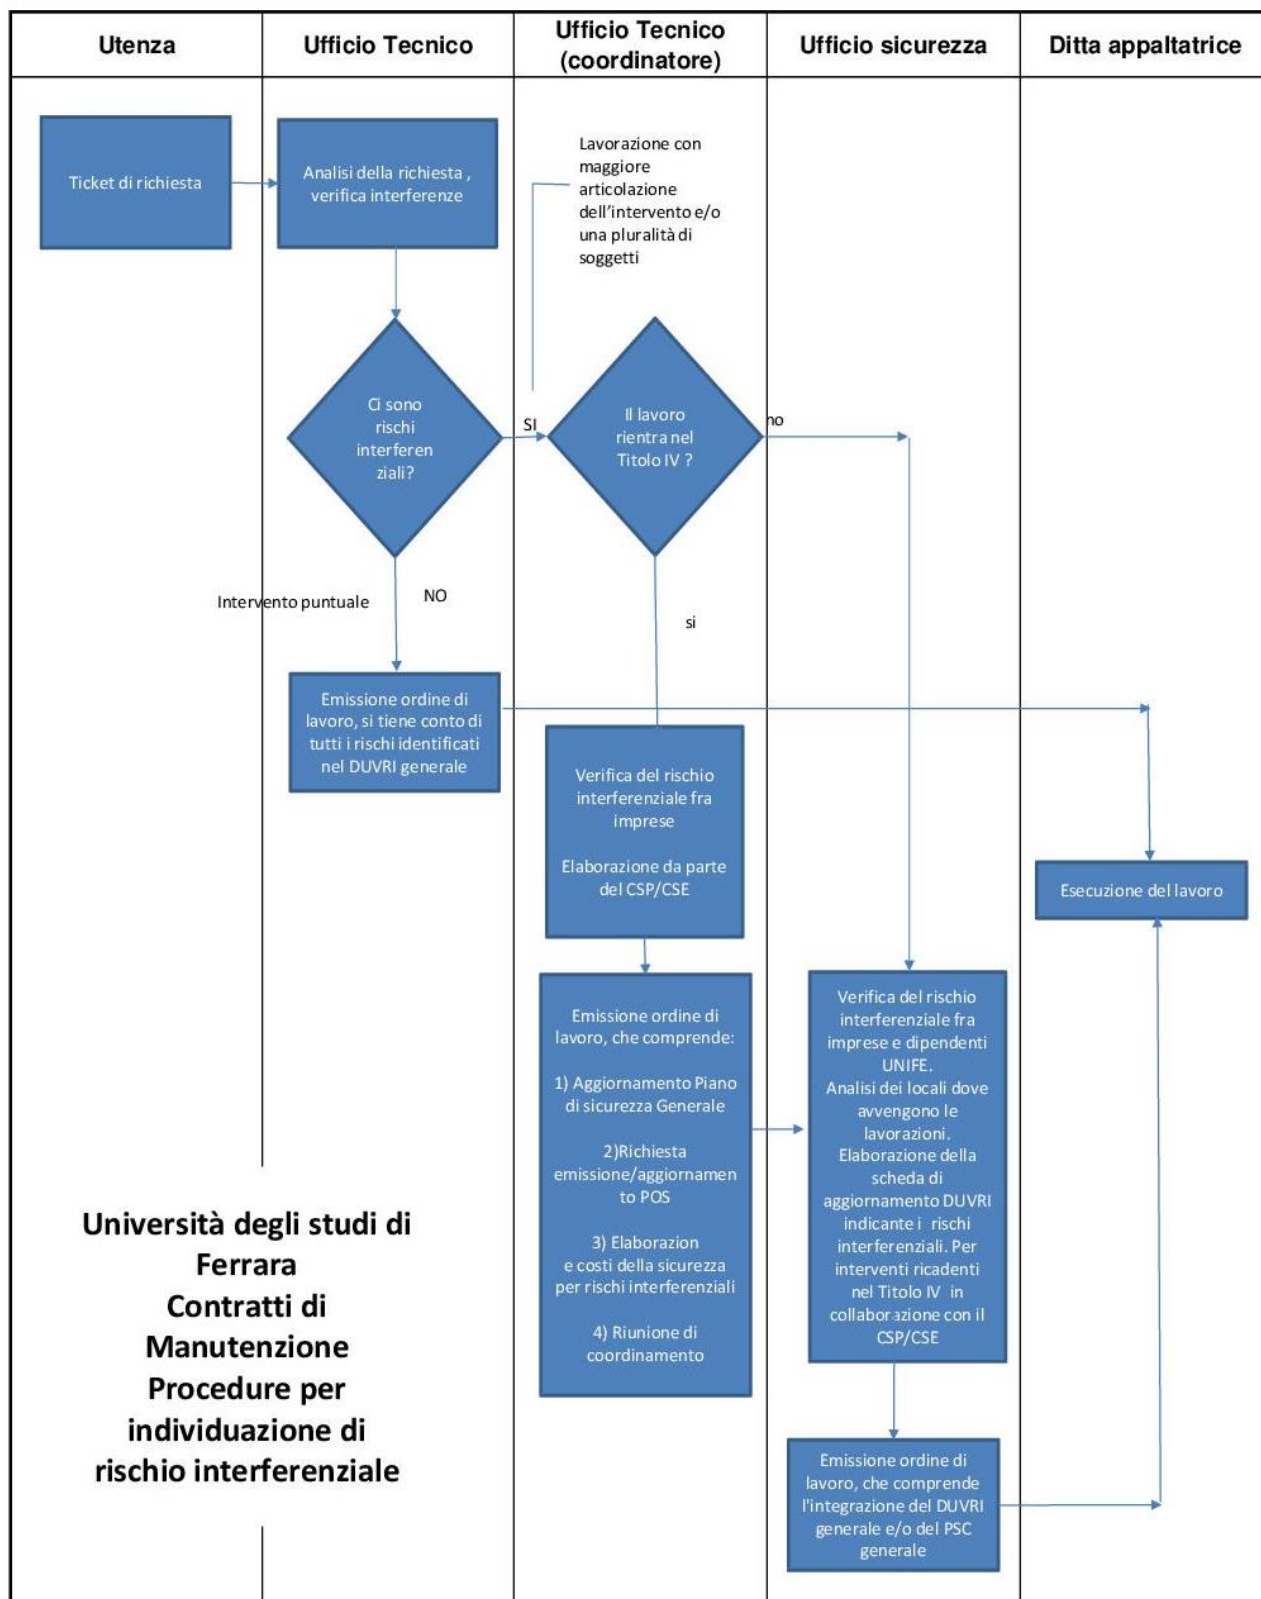 Utenza
Ufficio Tecnico
Ufficio Tecnico
(coordinatore)
Ufficio sicurezza
Ditta appaltatrice
Ticket di richiesta
Analisi della richiesta ,
verifica interferenze
Lavorazione con
maggiore
articolazione
dell'intervento e/o
una pluralità di
soggetti
Ci sono
rischi
interferen
ziali?
SI
Il lavoro
rientra nel
Titolo IV ?
no
Intervento puntuale
NO
si
Emissione ordine di
lavoro, si tiene conto di
tutti i rischi identificati
nel DUVRI generale
Verifica del rischio
interferenziale fra
imprese
Elaborazione da parte
del CSP/CSE
Esecuzione del lavoro
Emissione ordine di
lavoro, che comprende:
1) Aggiornamento Piano
di sicurezza Generale
2)Richiesta
emissione/aggiornamen
to POS
3) Elaborazion
e costi della sicurezza
per rischi interferenziali
4) Riunione di
coordinamento
Verifica del rischio
interferenziale fra
imprese e dipendenti
UNIFE.
Analisi dei locali dove
avvengono le
lavorazioni.
Elaborazione della
scheda di
aggiornamento DUVRI
indicante i rischi
interferenziali. Per
interventi ricadenti
nel Titolo IV in
collaborazione con il
CSP/CSE
Università degli studi di
Ferrara
Contratti di
Manutenzione
Procedure per
individuazione di
rischio interferenziale
Emissione ordine di
lavoro, che comprende
l'integrazione del DUVRI
generale e/o del PSC
generale